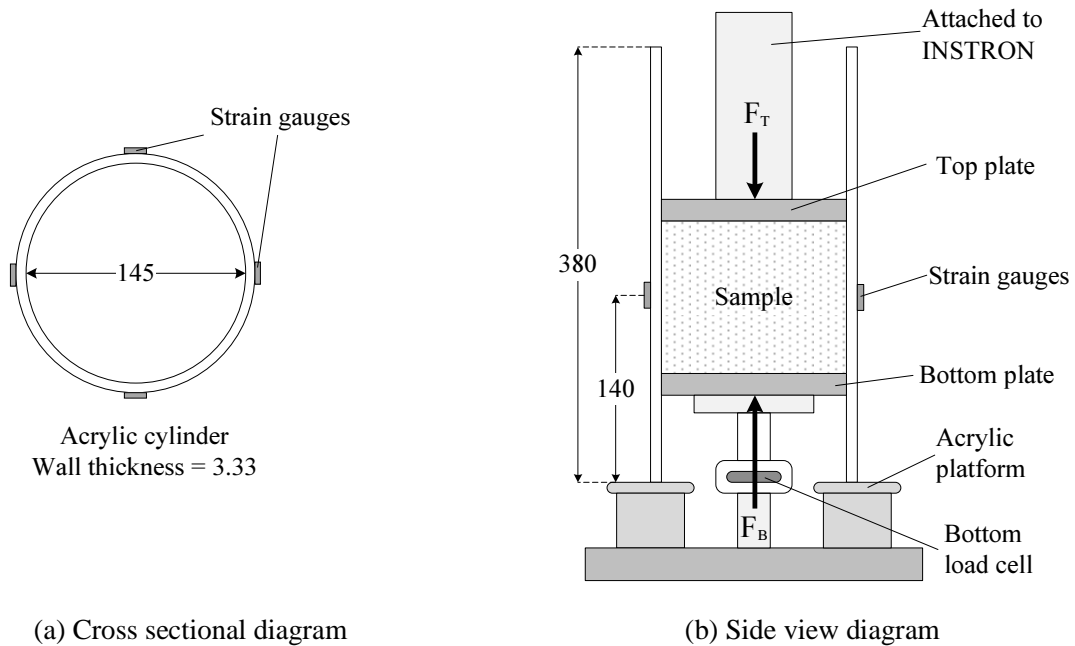 Strain gauges
145
Acrylic cylinder
Wall thickness = 3.33
(a) Cross sectional diagram
Attached to
INSTRON
F_T
Top plate
380
Sample
Strain gauges
140
Bottom plate
Acrylic
platform
F_B
Bottom
load cell
(b) Side view diagram